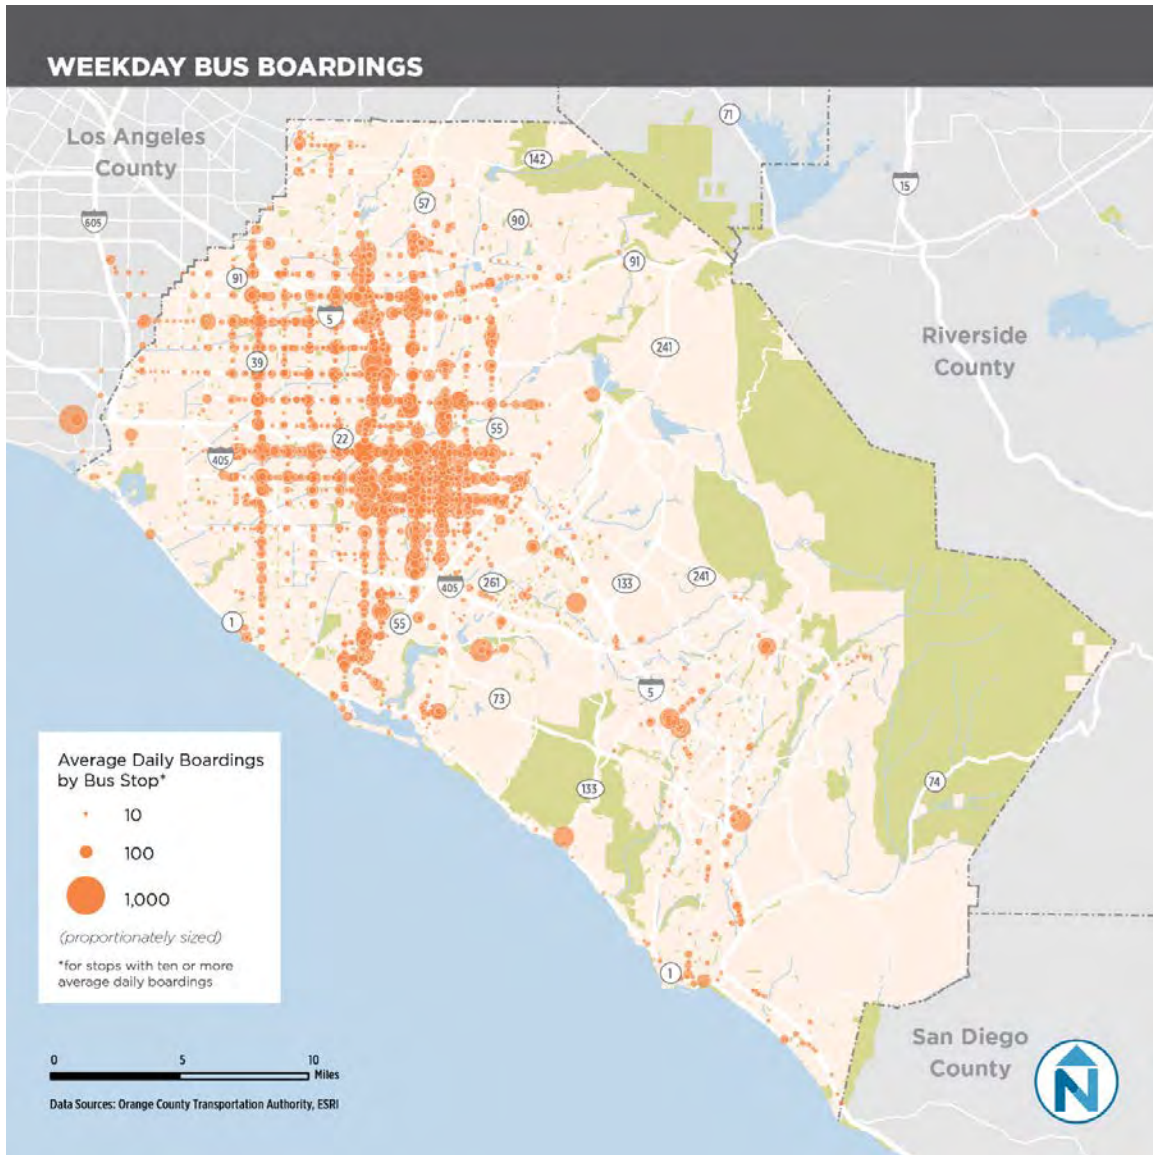 WEEKDAY BUS BOARDINGS
Los Angeles
County
71
142
15
605
57
90
91
91
5
Riverside
County
241
39
55
22
405
405
261
133
241
1
55
5
73
133
74
Average Daily Boardings
by Bus Stop*
10
100
1,000
(proportionately sized)
*for stops with ten or more
average daily boardings
1
San Diego
County
0 5 10
Miles
N
Data Sources: Orange County Transportation Authority, ESRI